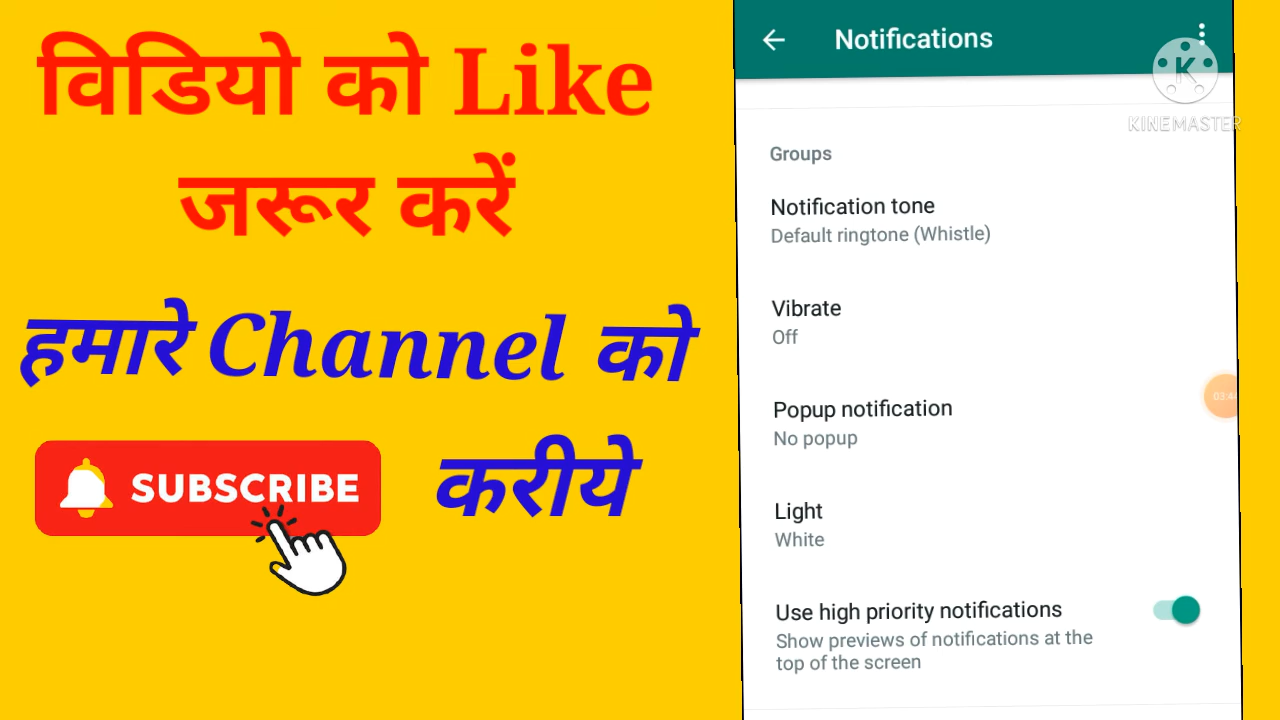 विडियो को Like
जरूर करें
हमारे Channel को
SUBSCRIBE करीये
Notifications
KINEMASTER
Groups
Notification tone
Default ringtone (Whistle)
Vibrate
Off
Popup notification
No popup
Light
White
Use high priority notifications
Show previews of notifications at the
top of the screen